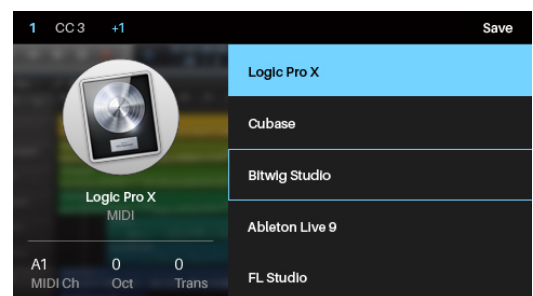 1 CC 3 +1 Save
Logic Pro X
MIDI
A1 0 0
MIDI Ch Oct Trans
Logic Pro X
Cubase
Bitwig Studio
Ableton Live 9
FL Studio